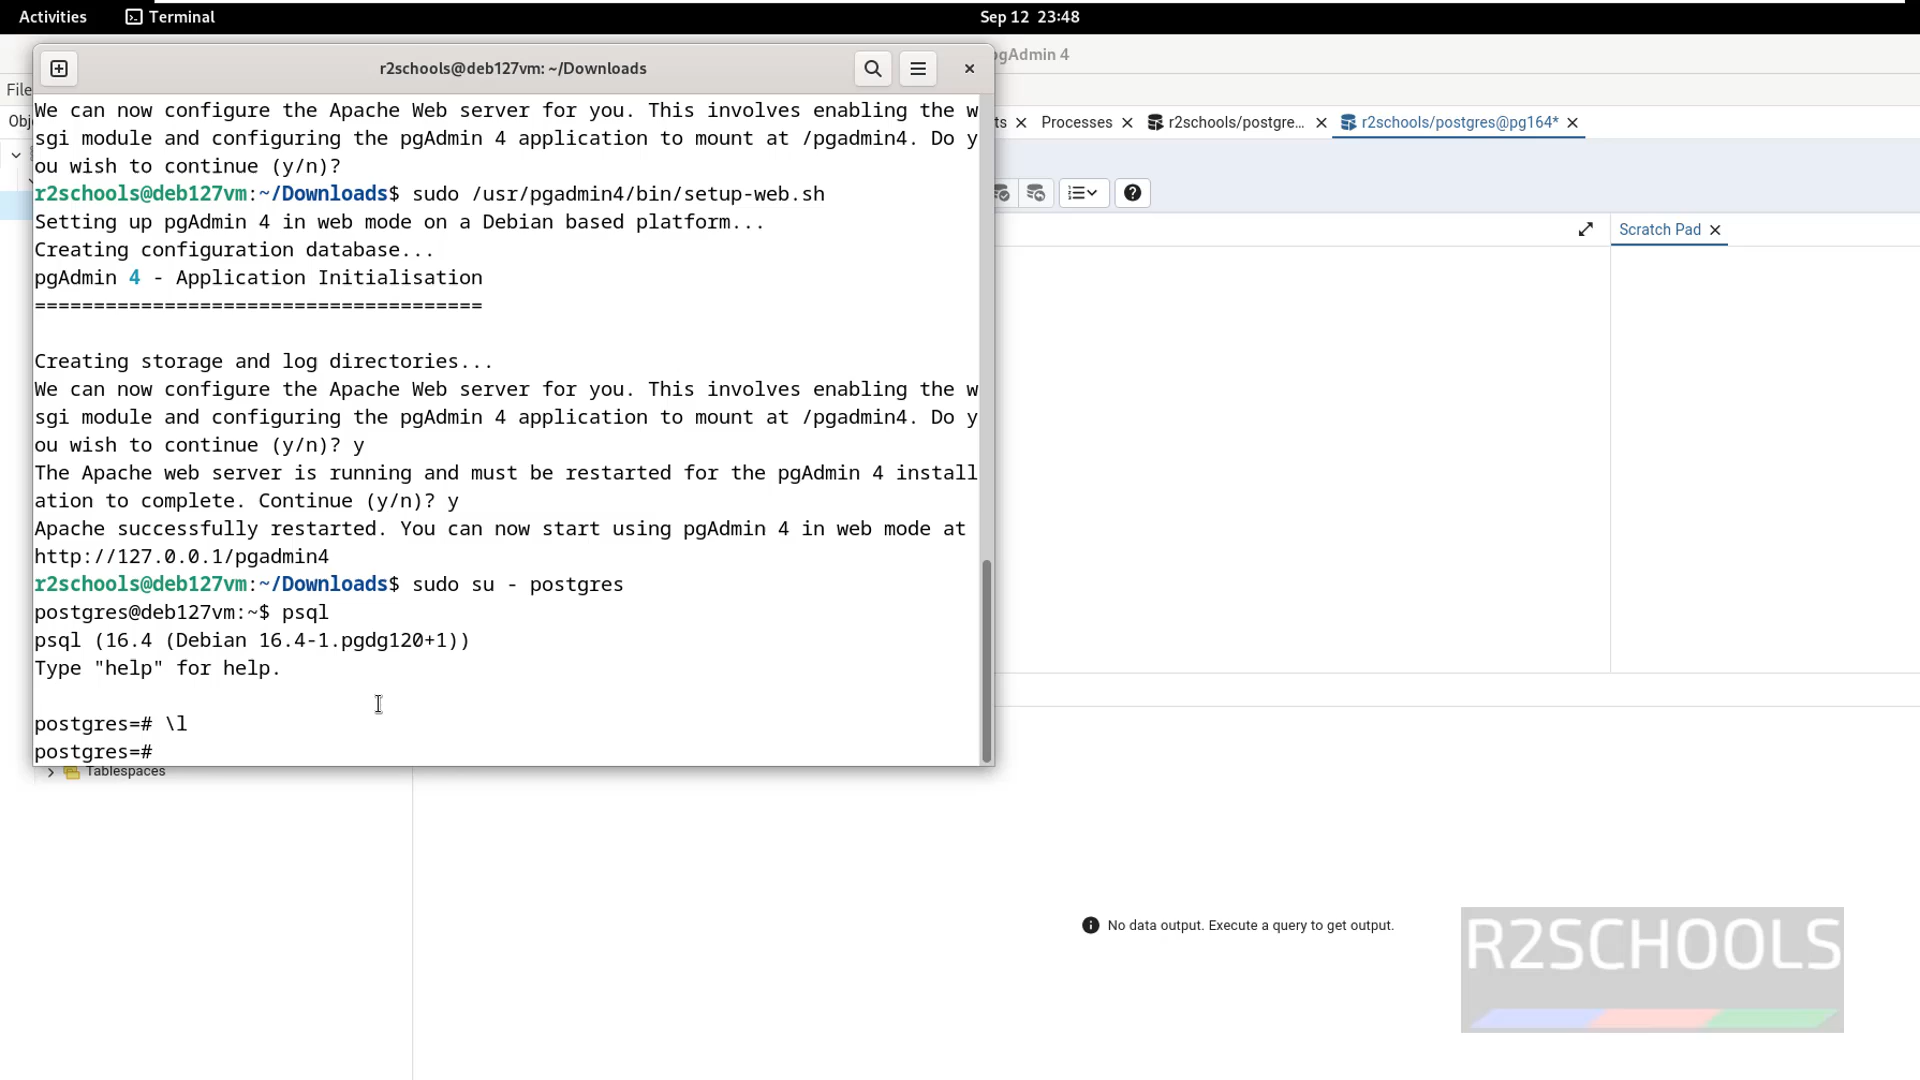 Activities
Terminal
Sep 12 23:48
r2schools@deb127vm: ~/Downloads
pgAdmin 4
File
We can now configure the Apache Web server for you. This involves enabling the w
sgi module and configuring the pgAdmin 4 application to mount at /pgadmin4. Do y
ou wish to continue (y/n)?
r2schools@deb127vm:~/Downloads$ sudo /usr/pgadmin4/bin/setup-web.sh
Setting up pgAdmin 4 in web mode on a Debian based platform...
Creating configuration database...
pgAdmin 4 - Application Initialisation
======================================
Creating storage and log directories...
We can now configure the Apache Web server for you. This involves enabling the w
sgi module and configuring the pgAdmin 4 application to mount at /pgadmin4. Do y
ou wish to continue (y/n)? y
The Apache web server is running and must be restarted for the pgAdmin 4 install
ation to complete. Continue (y/n)? y
Apache successfully restarted. You can now start using pgAdmin 4 in web mode at
http://127.0.0.1/pgadmin4
r2schools@deb127vm:~/Downloads$ sudo su - postgres
postgres@deb127vm:~$ psql
psql (16.4 (Debian 16.4-1.pgdg120+1))
Type "help" for help.
postgres=# \l
postgres=#
Obj
ts
Processes
r2schools/postgre...
r2schools/postgres@pg164*
Scratch Pad
Tablespaces
No data output. Execute a query to get output.
R2SCHOOLS